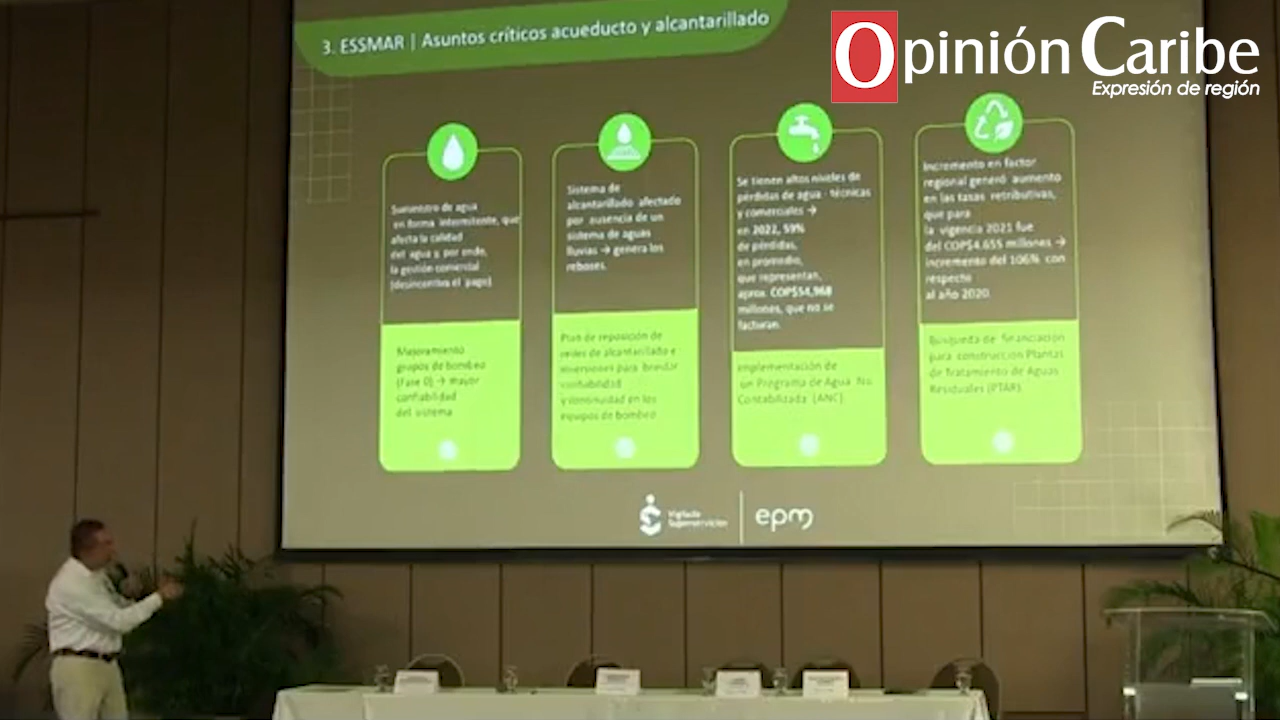 3. ESSMAR | Asuntos críticos acueducto y alcantarillado
Opinión Caribe
Expresión de región
Suministro de agua
en forma intermitente, que
afecta la calidad
del agua y, por ende,
la gestión comercial
(desincentiva el pago)
Mejoramiento
grupos de bombeo
(Fase 0) → mayor
confiabilidad
del sistema
Sistema de
alcantarillado afectado
por ausencia de un
sistema de aguas
lluvias → genera los
reboses.
Plan de reposición de
redes de alcantarillado e
inversiones para brindar
confiabilidad
y continuidad en los
equipos de bombeo
Se tienen altos niveles de
pérdidas de agua - técnicas
y comerciales →
en 2022, 59%
de pérdidas,
en promedio,
que representan,
aprox. COP$54,968
millones, que no se
facturan.
Implementación de
un Programa de Agua No
Contabilizada (ANC)
Incremento en factor
regional generó aumento
en las tasas retributivas,
que para
la vigencia 2021 fue
del COP$4.655 millones →
incremento del 106% con
respecto
al año 2020.
Búsqueda de financiación
para construcción Plantas
de Tratamiento de Aguas
Residuales (PTAR)
Vigilada
Superservicios
epm